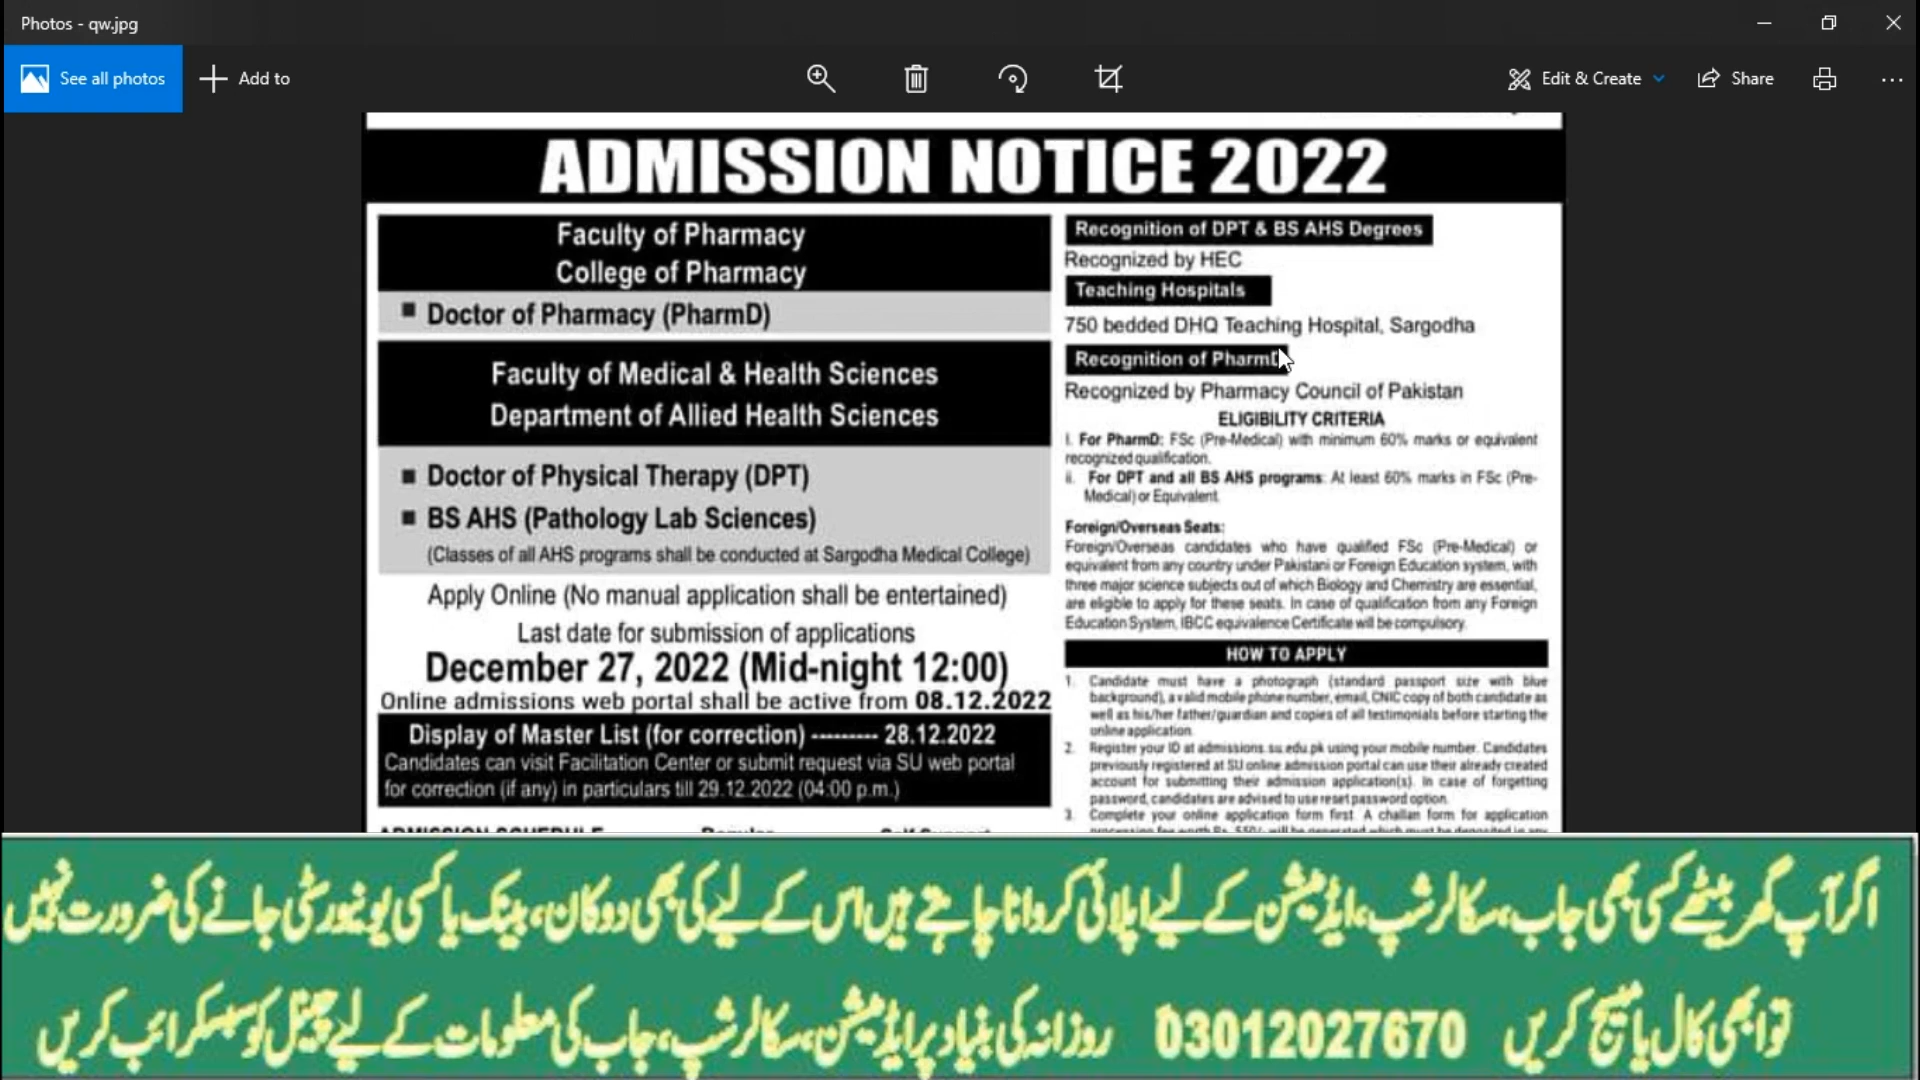 Photos - qw.jpg
See all photos
Add to
Edit & Create
Share
ADMISSION NOTICE 2022
Faculty of Pharmacy
College of Pharmacy
Doctor of Pharmacy (PharmD)
Faculty of Medical & Health Sciences
Department of Allied Health Sciences
Doctor of Physical Therapy (DPT)
BS AHS (Pathology Lab Sciences)
(Classes of all AHS programs shall be conducted at Sargodha Medical College)
Apply Online (No manual application shall be entertained)
Last date for submission of applications
December 27, 2022 (Mid-night 12:00)
Online admissions web portal shall be active from 08.12.2022
Display of Master List (for correction) --------- 28.12.2022
Candidates can visit Facilitation Center or submit request via SU web portal
for correction (if any) in particulars till 29.12.2022 (04:00 p.m.)
ADMISSION SCHEDULE Regular Self Support
Recognition of DPT & BS AHS Degrees
Recognized by HEC
Teaching Hospitals
750 bedded DHQ Teaching Hospital, Sargodha
Recognition of PharmD
Recognized by Pharmacy Council of Pakistan
ELIGIBILITY CRITERIA
i. For PharmD: FSc (Pre-Medical) with minimum 60% marks or equivalent
recognized qualification.
ii. For DPT and all BS AHS programs: At least 60% marks in FSc (Pre-
Medical) or Equivalent.
Foreign/Overseas Seats:
Foreign/Overseas candidates who have qualified FSc (Pre-Medical) or
equivalent from any country under Pakistani or Foreign Education system, with
three major science subjects out of which Biology and Chemistry are essential,
are eligible to apply for these seats. In case of qualification from any Foreign
Education System, IBCC equivalence Certificate will be compulsory.
HOW TO APPLY
1. Candidate must have a photograph (standard passport size with blue
background), a valid mobile phone number, email, CNIC copy of both candidate as
well as his/her father/guardian and copies of all testimonials before starting the
online application.
2. Register your ID at admissions.su.edu.pk using your mobile number. Candidates
previously registered at SU online admission portal can use their already created
account for submitting their admission application(s). In case of forgetting
password, candidates are advised to use reset password option.
3. Complete your online application form first. A challan form for application
processing fee worth Rs. 550/- will be generated which must be deposited in any
اگر آپ گھر بیٹھے کسی بھی جاب، سکالرشپ، ایڈمیشن کے لیے اپلائی کروانا چاہتے ہیں اس کے لیے کی بھی دوکان، بینک یا کسی یونیورسٹی جانے کی ضرورت نہیں
تو ابھی کال یا میسج کریں 03012027670 روزانہ کی بنیاد پر ایڈمیشن، سکالرشپ، جاب کی معلومات کے لیے چینل کو سبسکرائب کریں